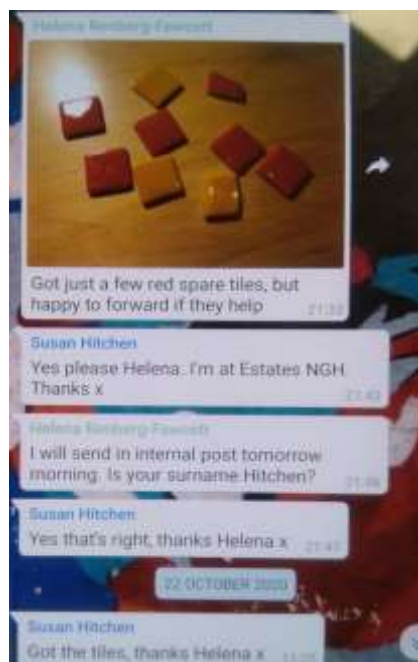 Helena Renberg-Fawcett
Got just a few red spare tiles, but
happy to forward if they help
Susan Hitchen
Yes please Helena. I'm at Estates NGH.
Thanks x
Helena Renberg-Fawcett
I will send in internal post tomorrow
morning. Is your surname Hitchen?
Susan Hitchen
Yes that's right, thanks Helena x
22 OCTOBER 2020
Susan Hitchen
Got the tiles, thanks Helena x